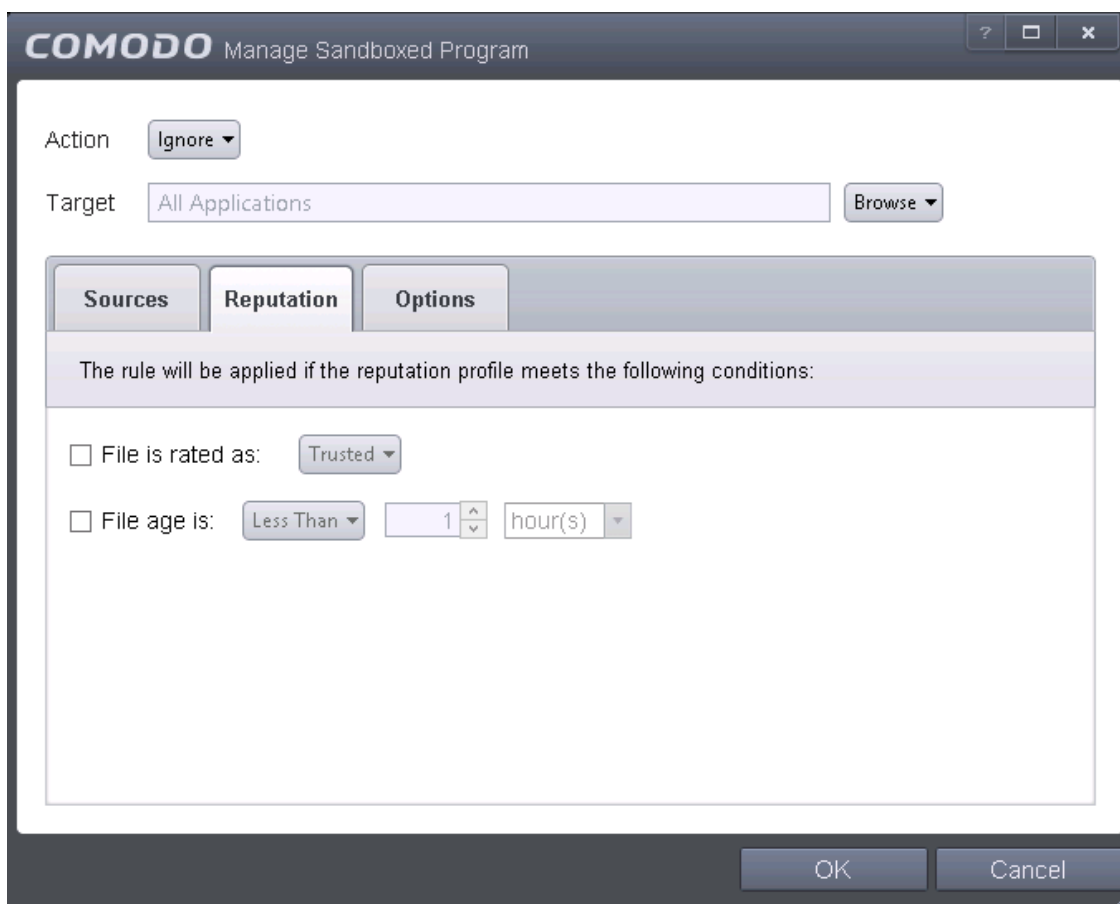 COMODO Manage Sandboxed Program ?
Action Ignore
Target All Applications Browse
Sources Reputation Options
The rule will be applied if the reputation profile meets the following conditions:
File is rated as: Trusted
File age is: Less Than 1 hour(s)
OK Cancel